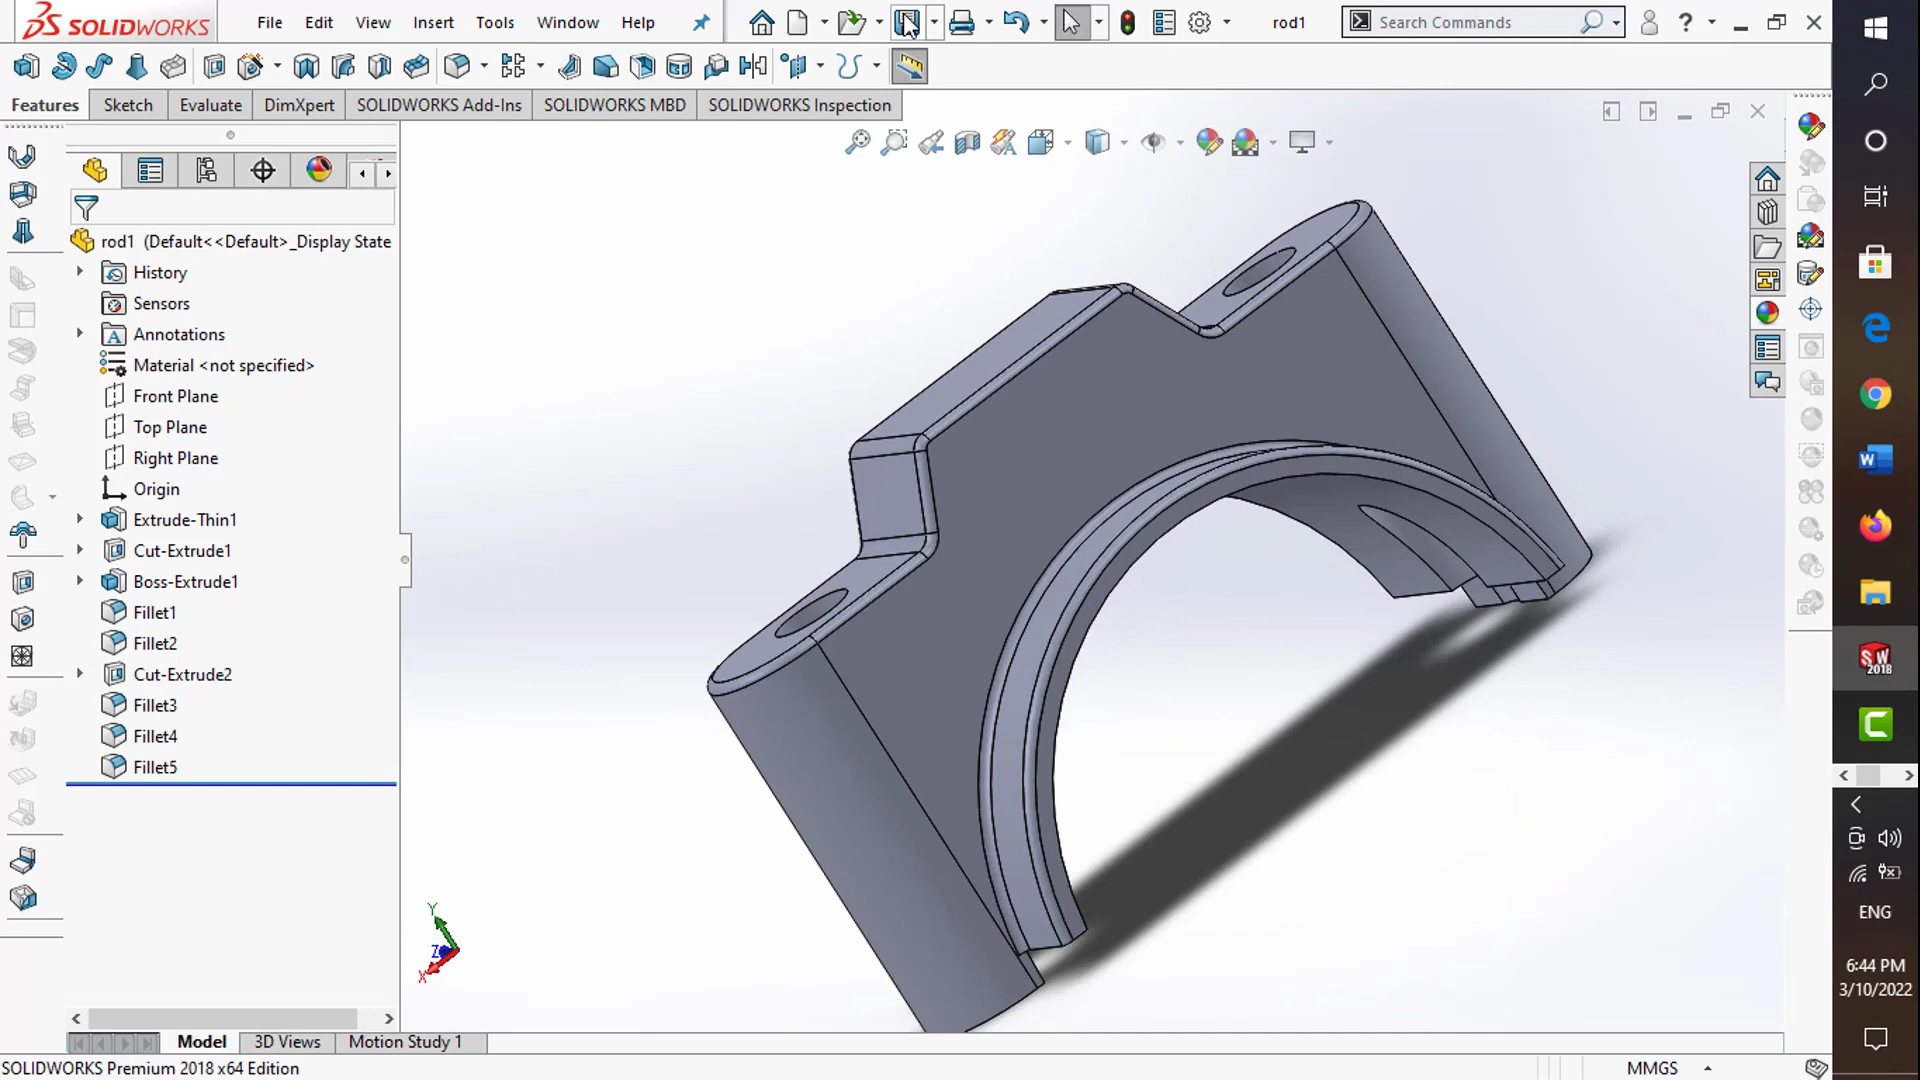 SOLIDWORKS File Edit View Insert Tools Window Help rod1 Search Commands ?
Features Sketch Evaluate DimXpert SOLIDWORKS Add-Ins SOLIDWORKS MBD SOLIDWORKS Inspection
rod1 (Default<<Default>_Display State
History
Sensors
A Annotations
Material <not specified>
Front Plane
Top Plane
Right Plane
Origin
Extrude-Thin1
Cut-Extrude1
Boss-Extrude1
Fillet1
Fillet2
Cut-Extrude2
Fillet3
Fillet4
Fillet5
Y
Z
X
Model 3D Views Motion Study 1
SOLIDWORKS Premium 2018 x64 Edition MMGS
W
SW
2018
C
ENG
6:44 PM
3/10/2022